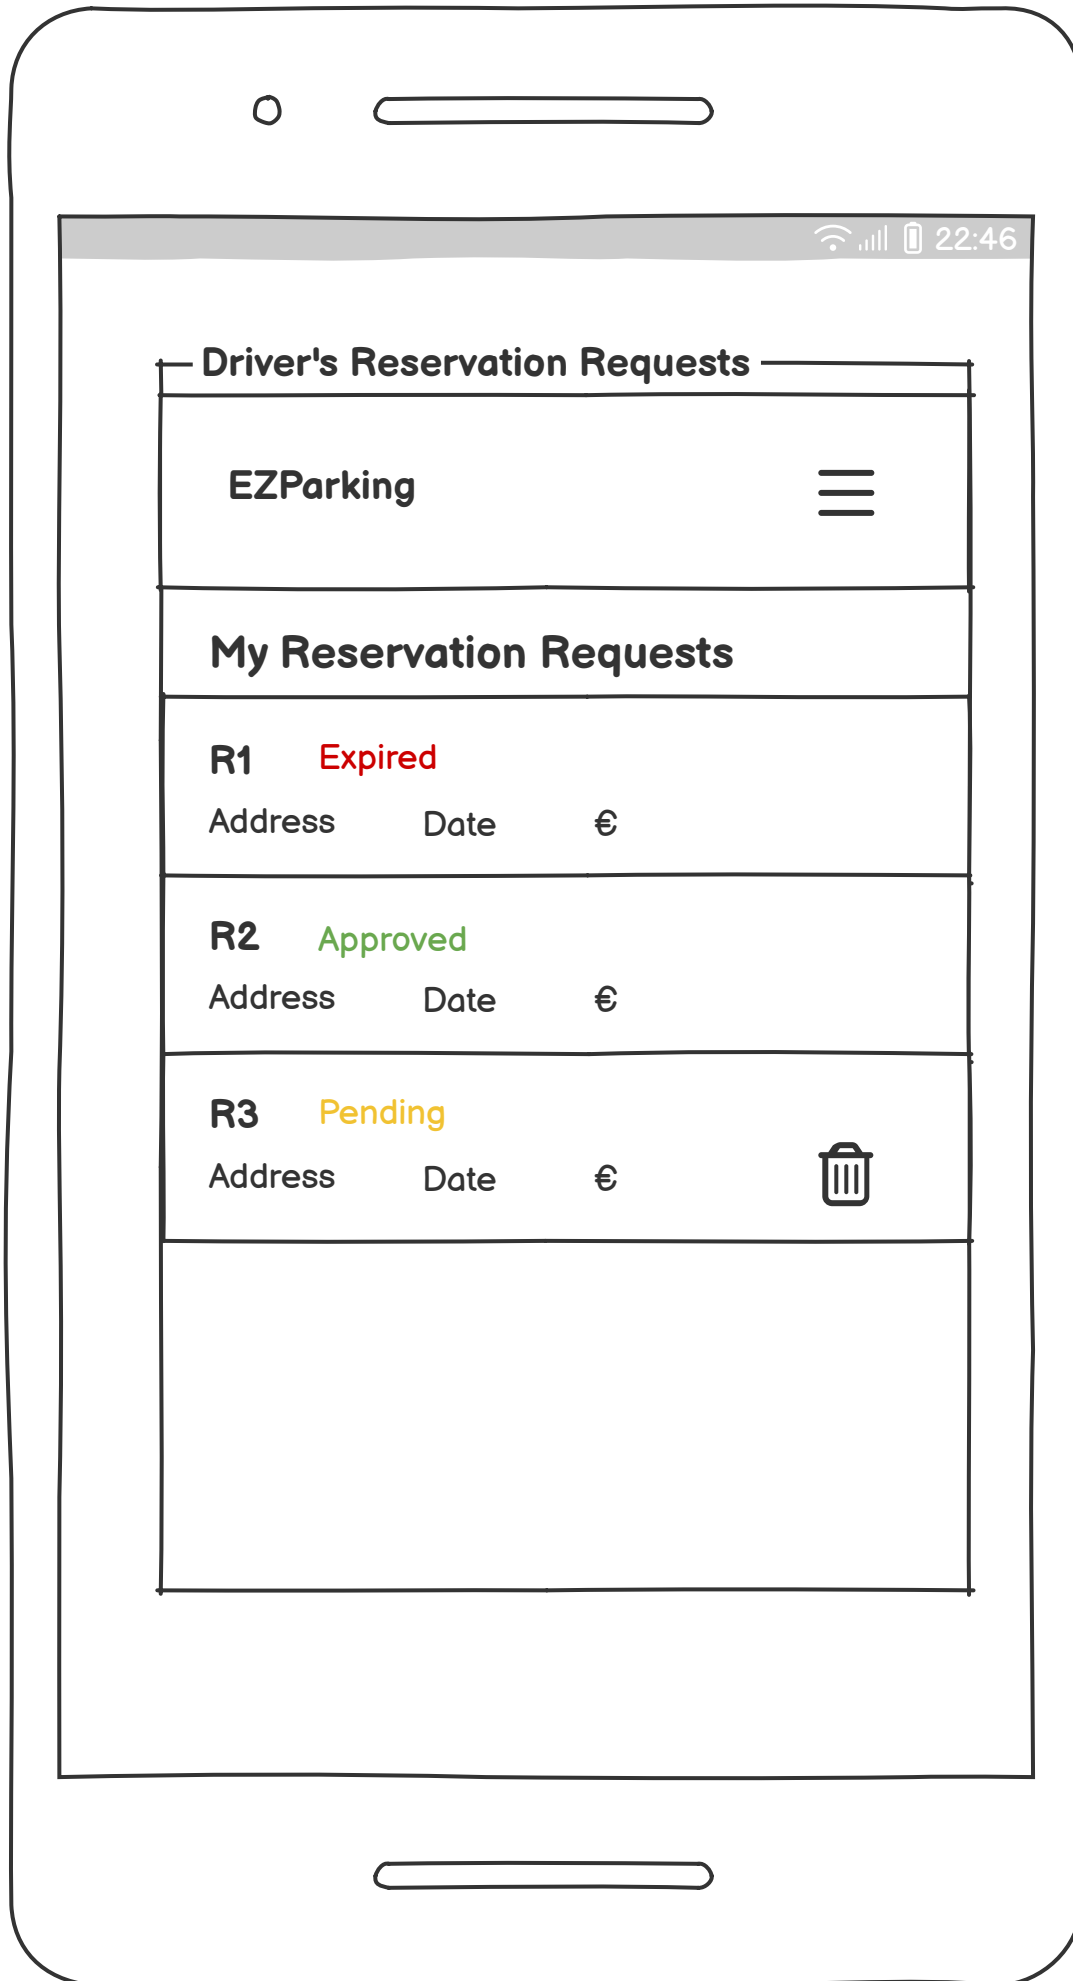 22:46
Driver's Reservation Requests
EZParking
My Reservation Requests
R1 Expired
Address Date €
R2 Approved
Address Date €
R3 Pending
Address Date €